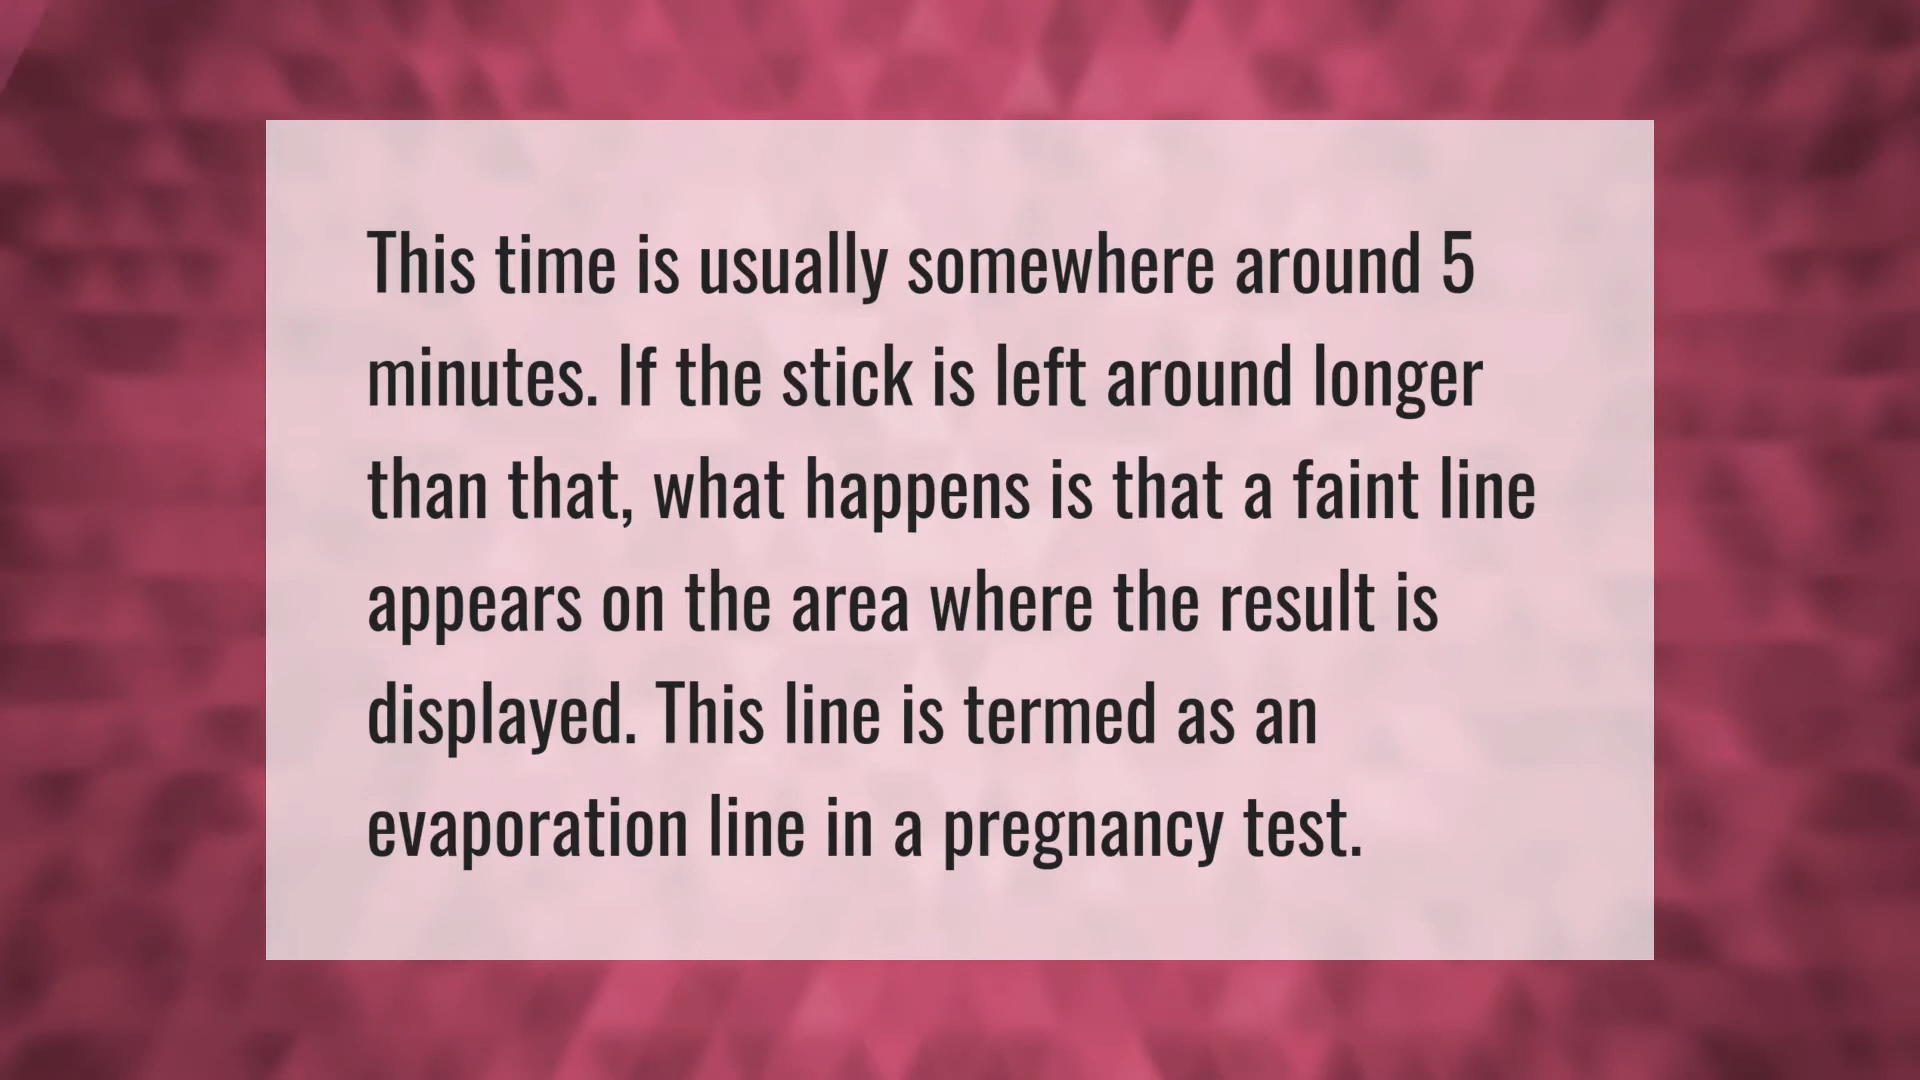 This time is usually somewhere around 5
minutes. If the stick is left around longer
than that, what happens is that a faint line
appears on the area where the result is
displayed. This line is termed as an
evaporation line in a pregnancy test.